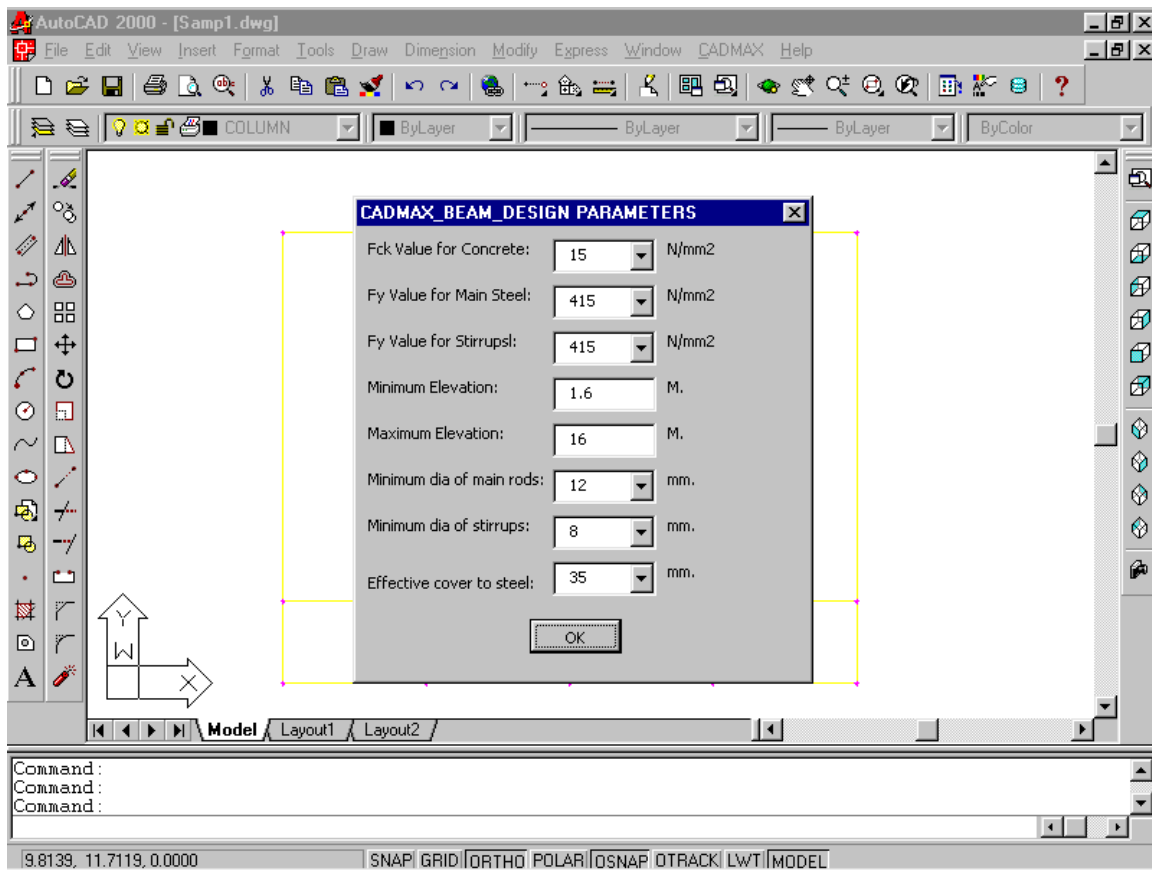 AutoCAD 2000 - [Samp1.dwg]
File Edit View Insert Format Tools Draw Dimension Modify Express Window CADMAX Help
COLUMN ByLayer ByLayer ByLayer ByColor
CADMAX_BEAM_DESIGN PARAMETERS
Fck Value for Concrete: 15 N/mm2
Fy Value for Main Steel: 415 N/mm2
Fy Value for Stirrupsl: 415 N/mm2
Minimum Elevation: 1.6 M.
Maximum Elevation: 16 M.
Minimum dia of main rods: 12 mm.
Minimum dia of stirrups: 8 mm.
Effective cover to steel: 35 mm.
OK
Y
W
X
A
Model Layout1 Layout2
Command:
Command:
Command:
9.8139, 11.7119, 0.0000 SNAP GRID ORTHO POLAR OSNAP OTRACK LWT MODEL